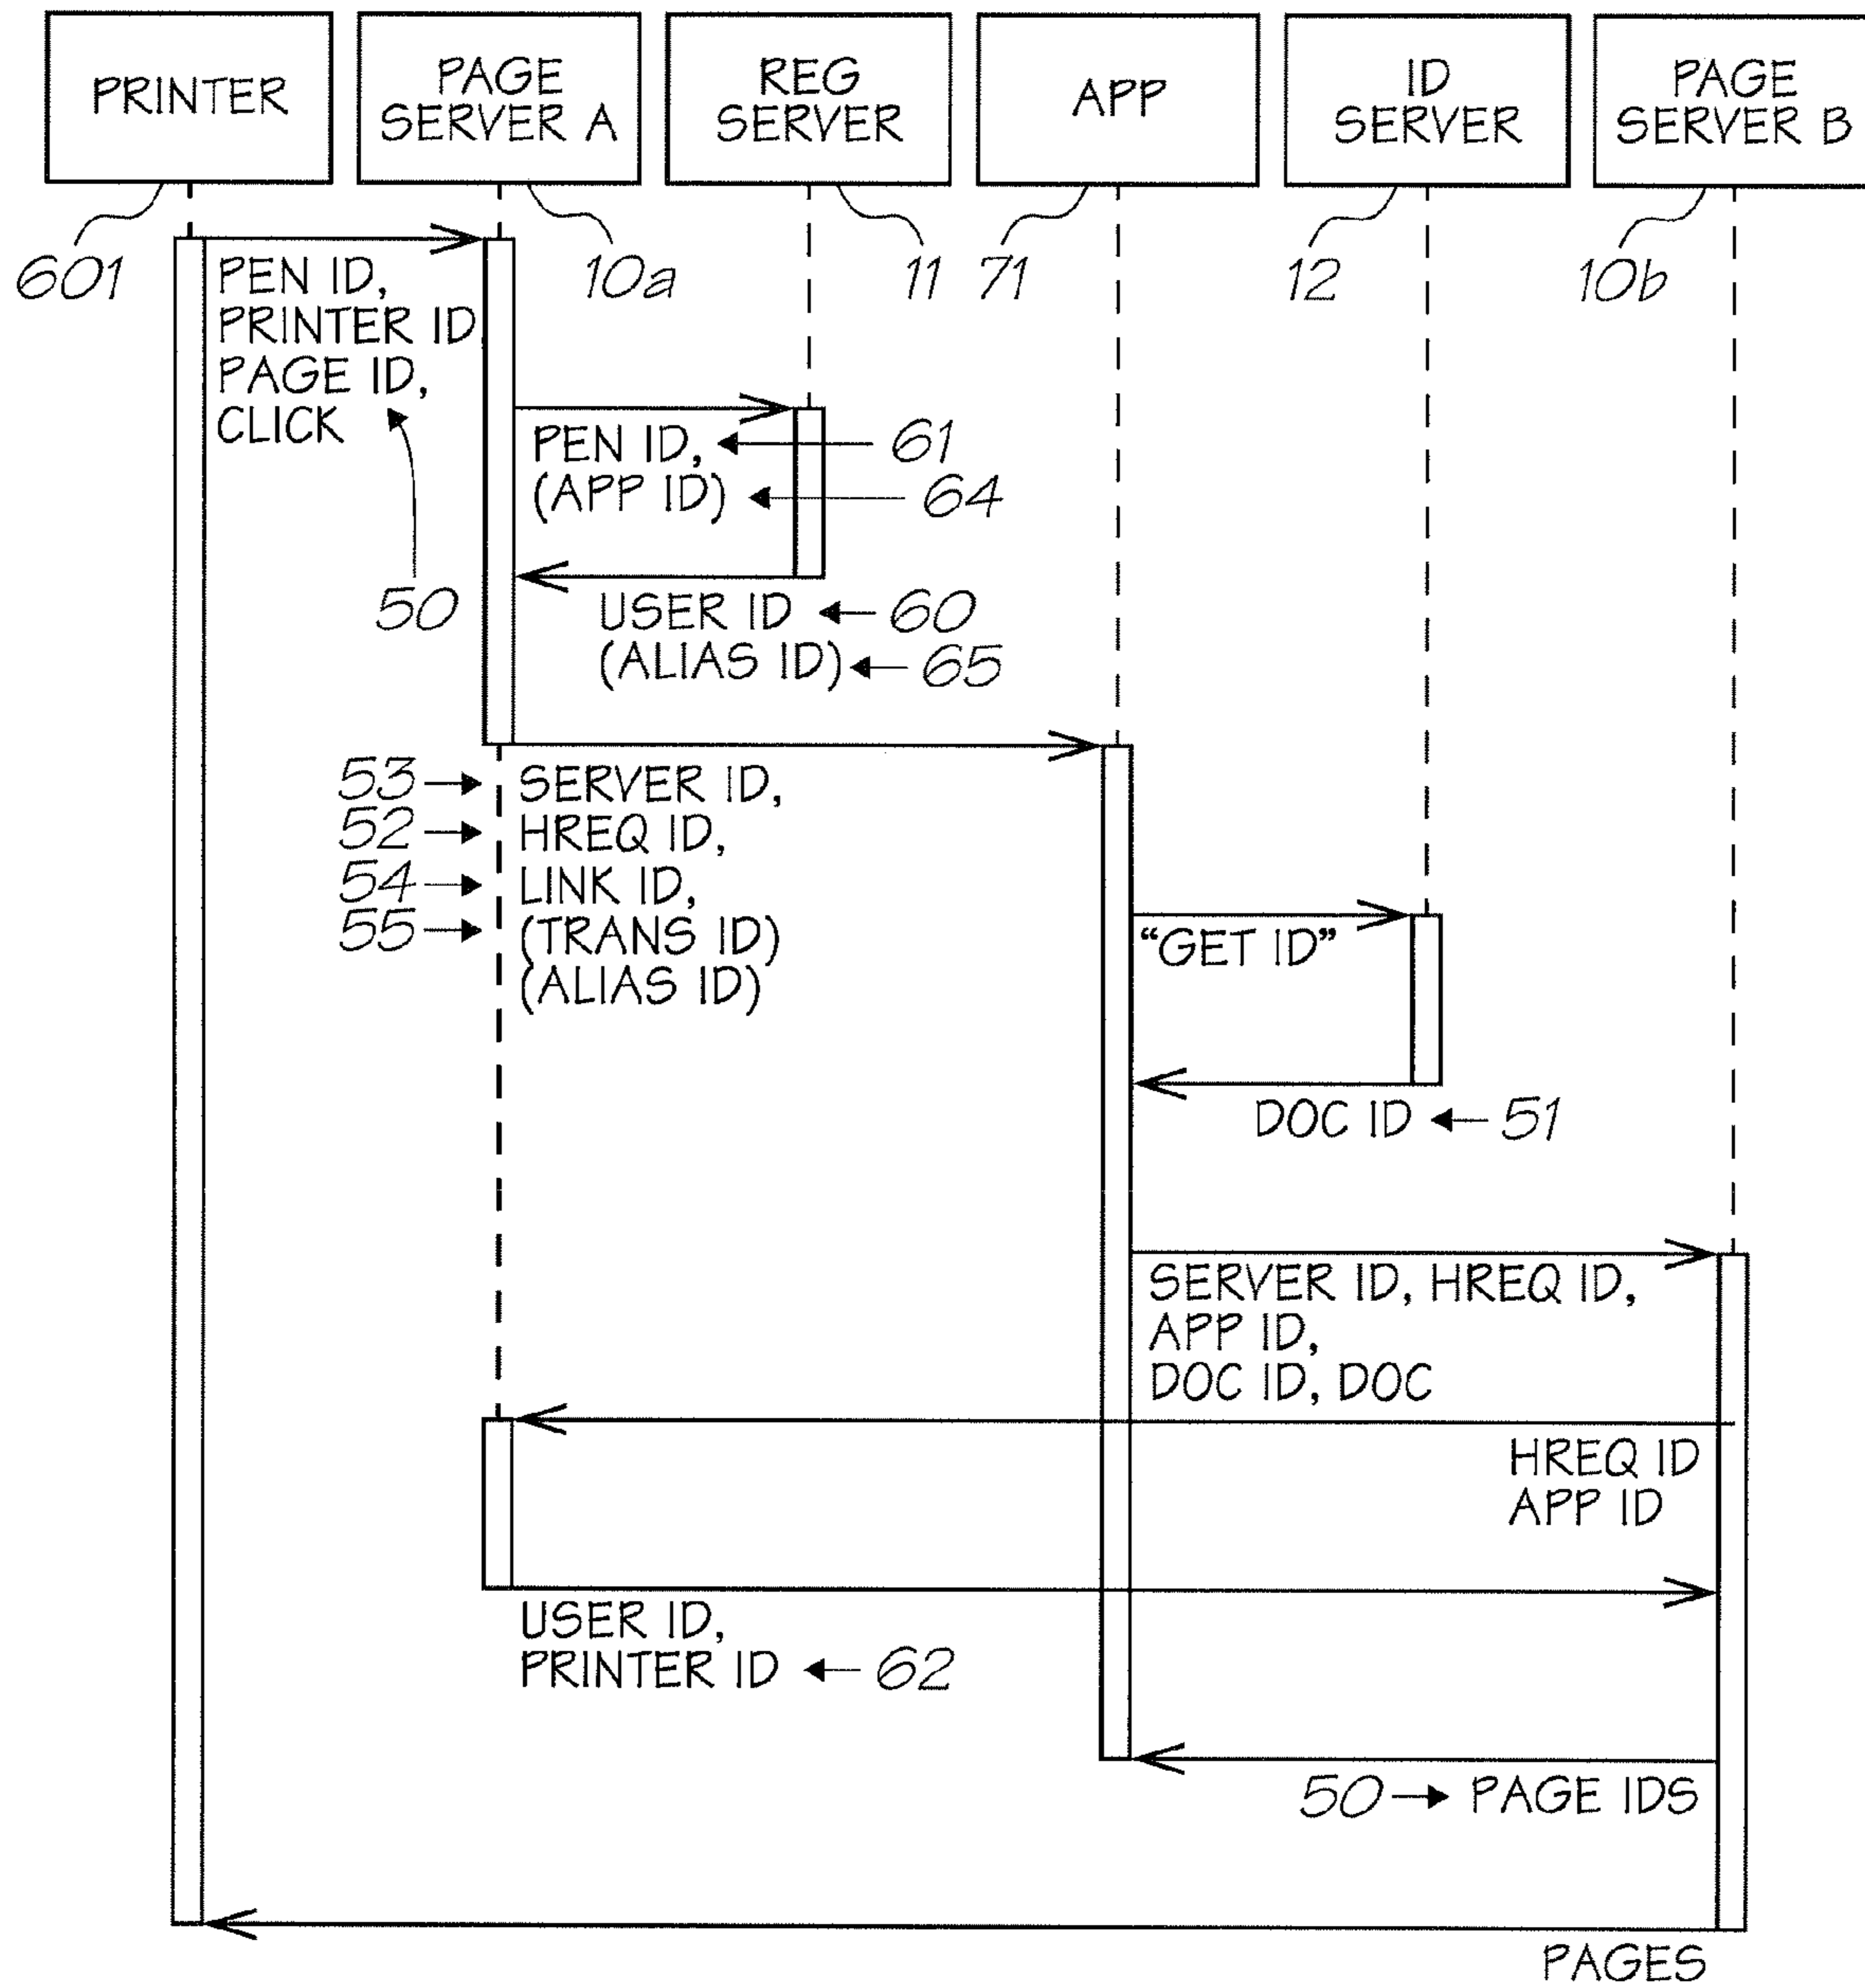 PRINTER
PAGE
SERVER A
REG
SERVER
APP
ID
SERVER
PAGE
SERVER B
601
10a
11
71
12
10b
PEN ID,
PRINTER ID
PAGE ID,
CLICK
50
PEN ID,
61
(APP ID)
64
USER ID
60
(ALIAS ID)
65
53
SERVER ID,
52
HREQ ID,
54
LINK ID,
55
(TRANS ID)
(ALIAS ID)
“GET ID”
DOC ID
51
SERVER ID, HREQ ID,
APP ID,
DOC ID, DOC
HREQ ID
APP ID
USER ID,
PRINTER ID
62
50
PAGE IDS
PAGES